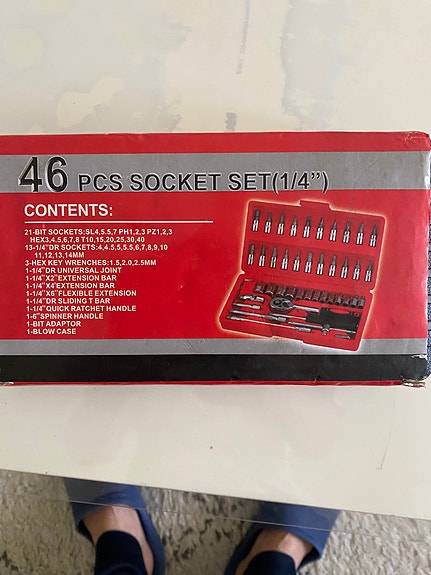 46 PCS SOCKET SET(1/4”)
CONTENTS:
21-BIT SOCKETS:SL4,5.5,7 PH1,2,3 PZ1,2,3
HEX3,4,5,6,7,8 T10,15,20,25,30,40
13-1/4"DR SOCKETS:4,4.5,5,5.5,6,7,8,9,10
11,12,13,14MM
3-HEX KEY WRENCHES:1.5,2.0,2.5MM
1-1/4"DR UNIVERSAL JOINT
1-1/4"X2"EXTENSION BAR
1-1/4"X4"EXTENSION BAR
1-1/4"X6"FLEXIBLE EXTENSION
1-1/4"DR SLIDING T BAR
1-1/4"QUICK RATCHET HANDLE
1-6"SPINNER HANDLE
1-BIT ADAPTOR
1-BLOW CASE